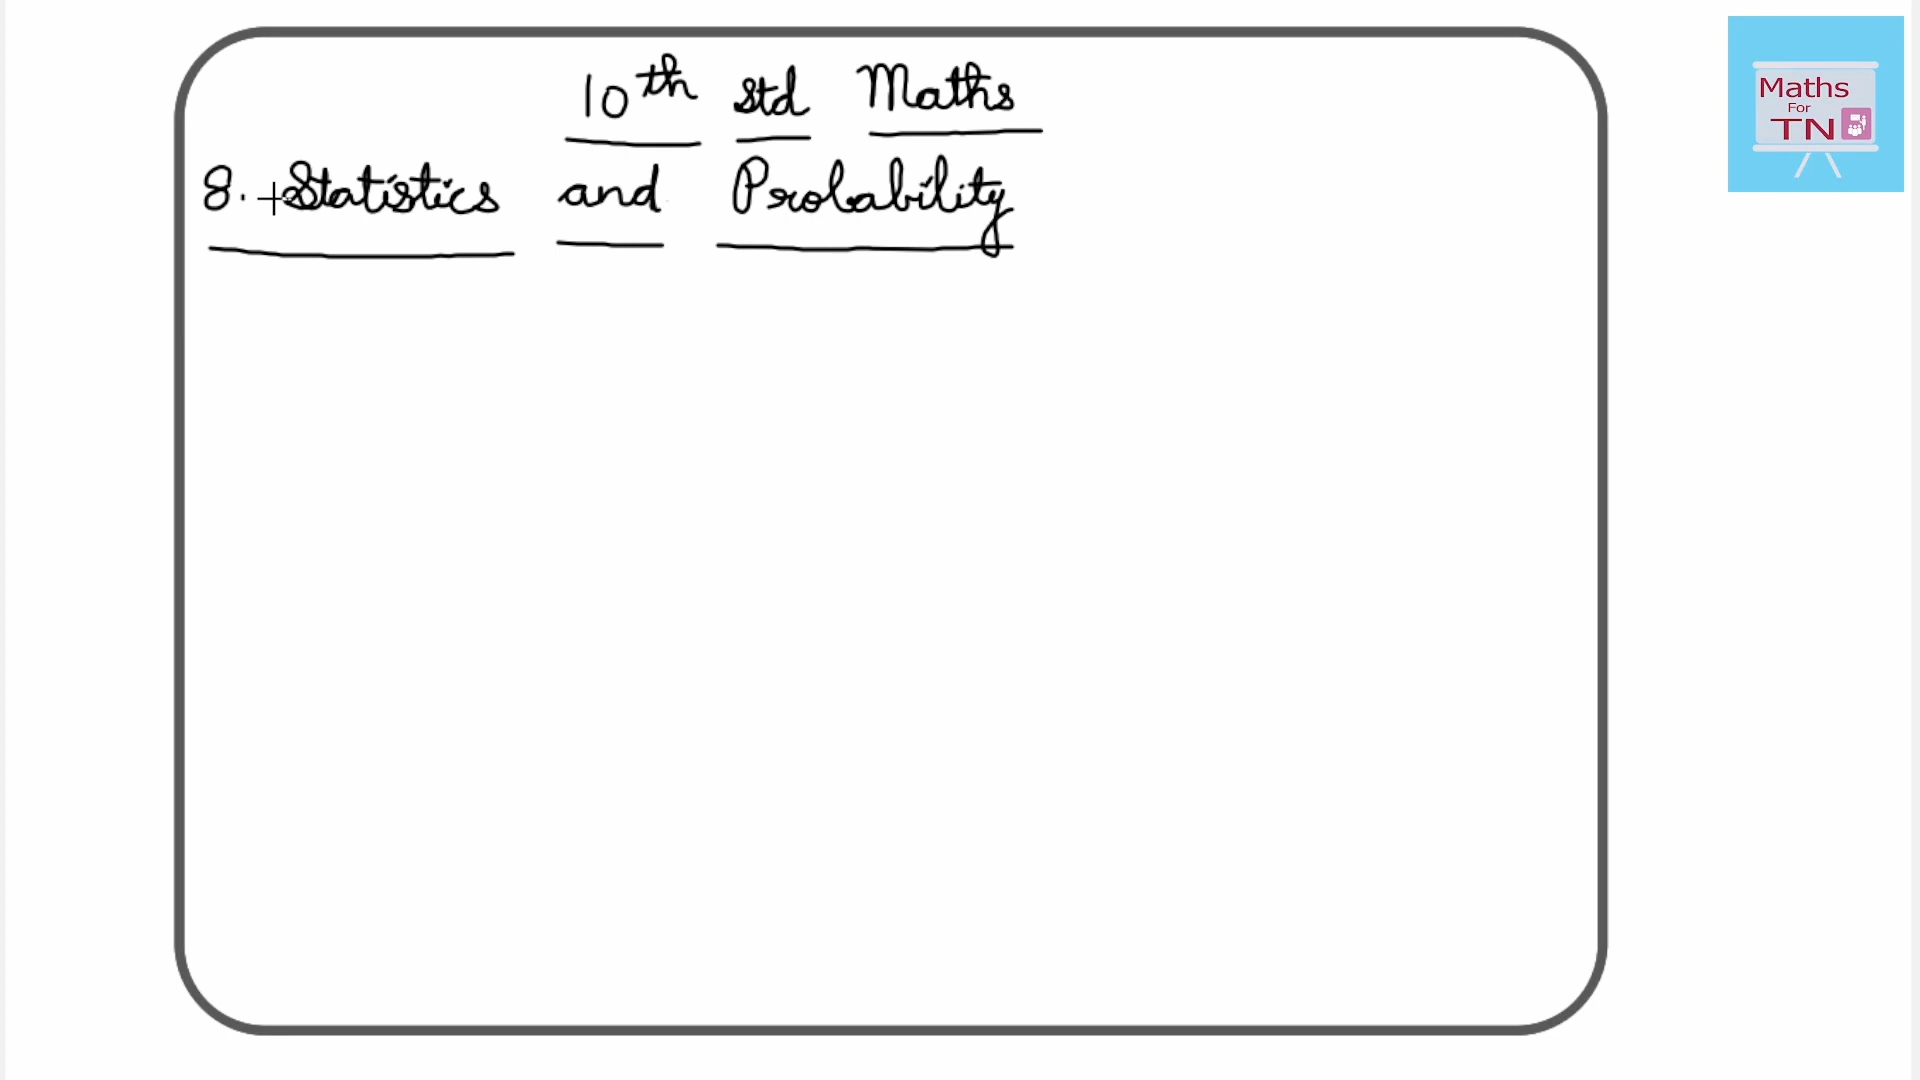 10th std Maths
8. Statistics and Probability
Maths
For
TN